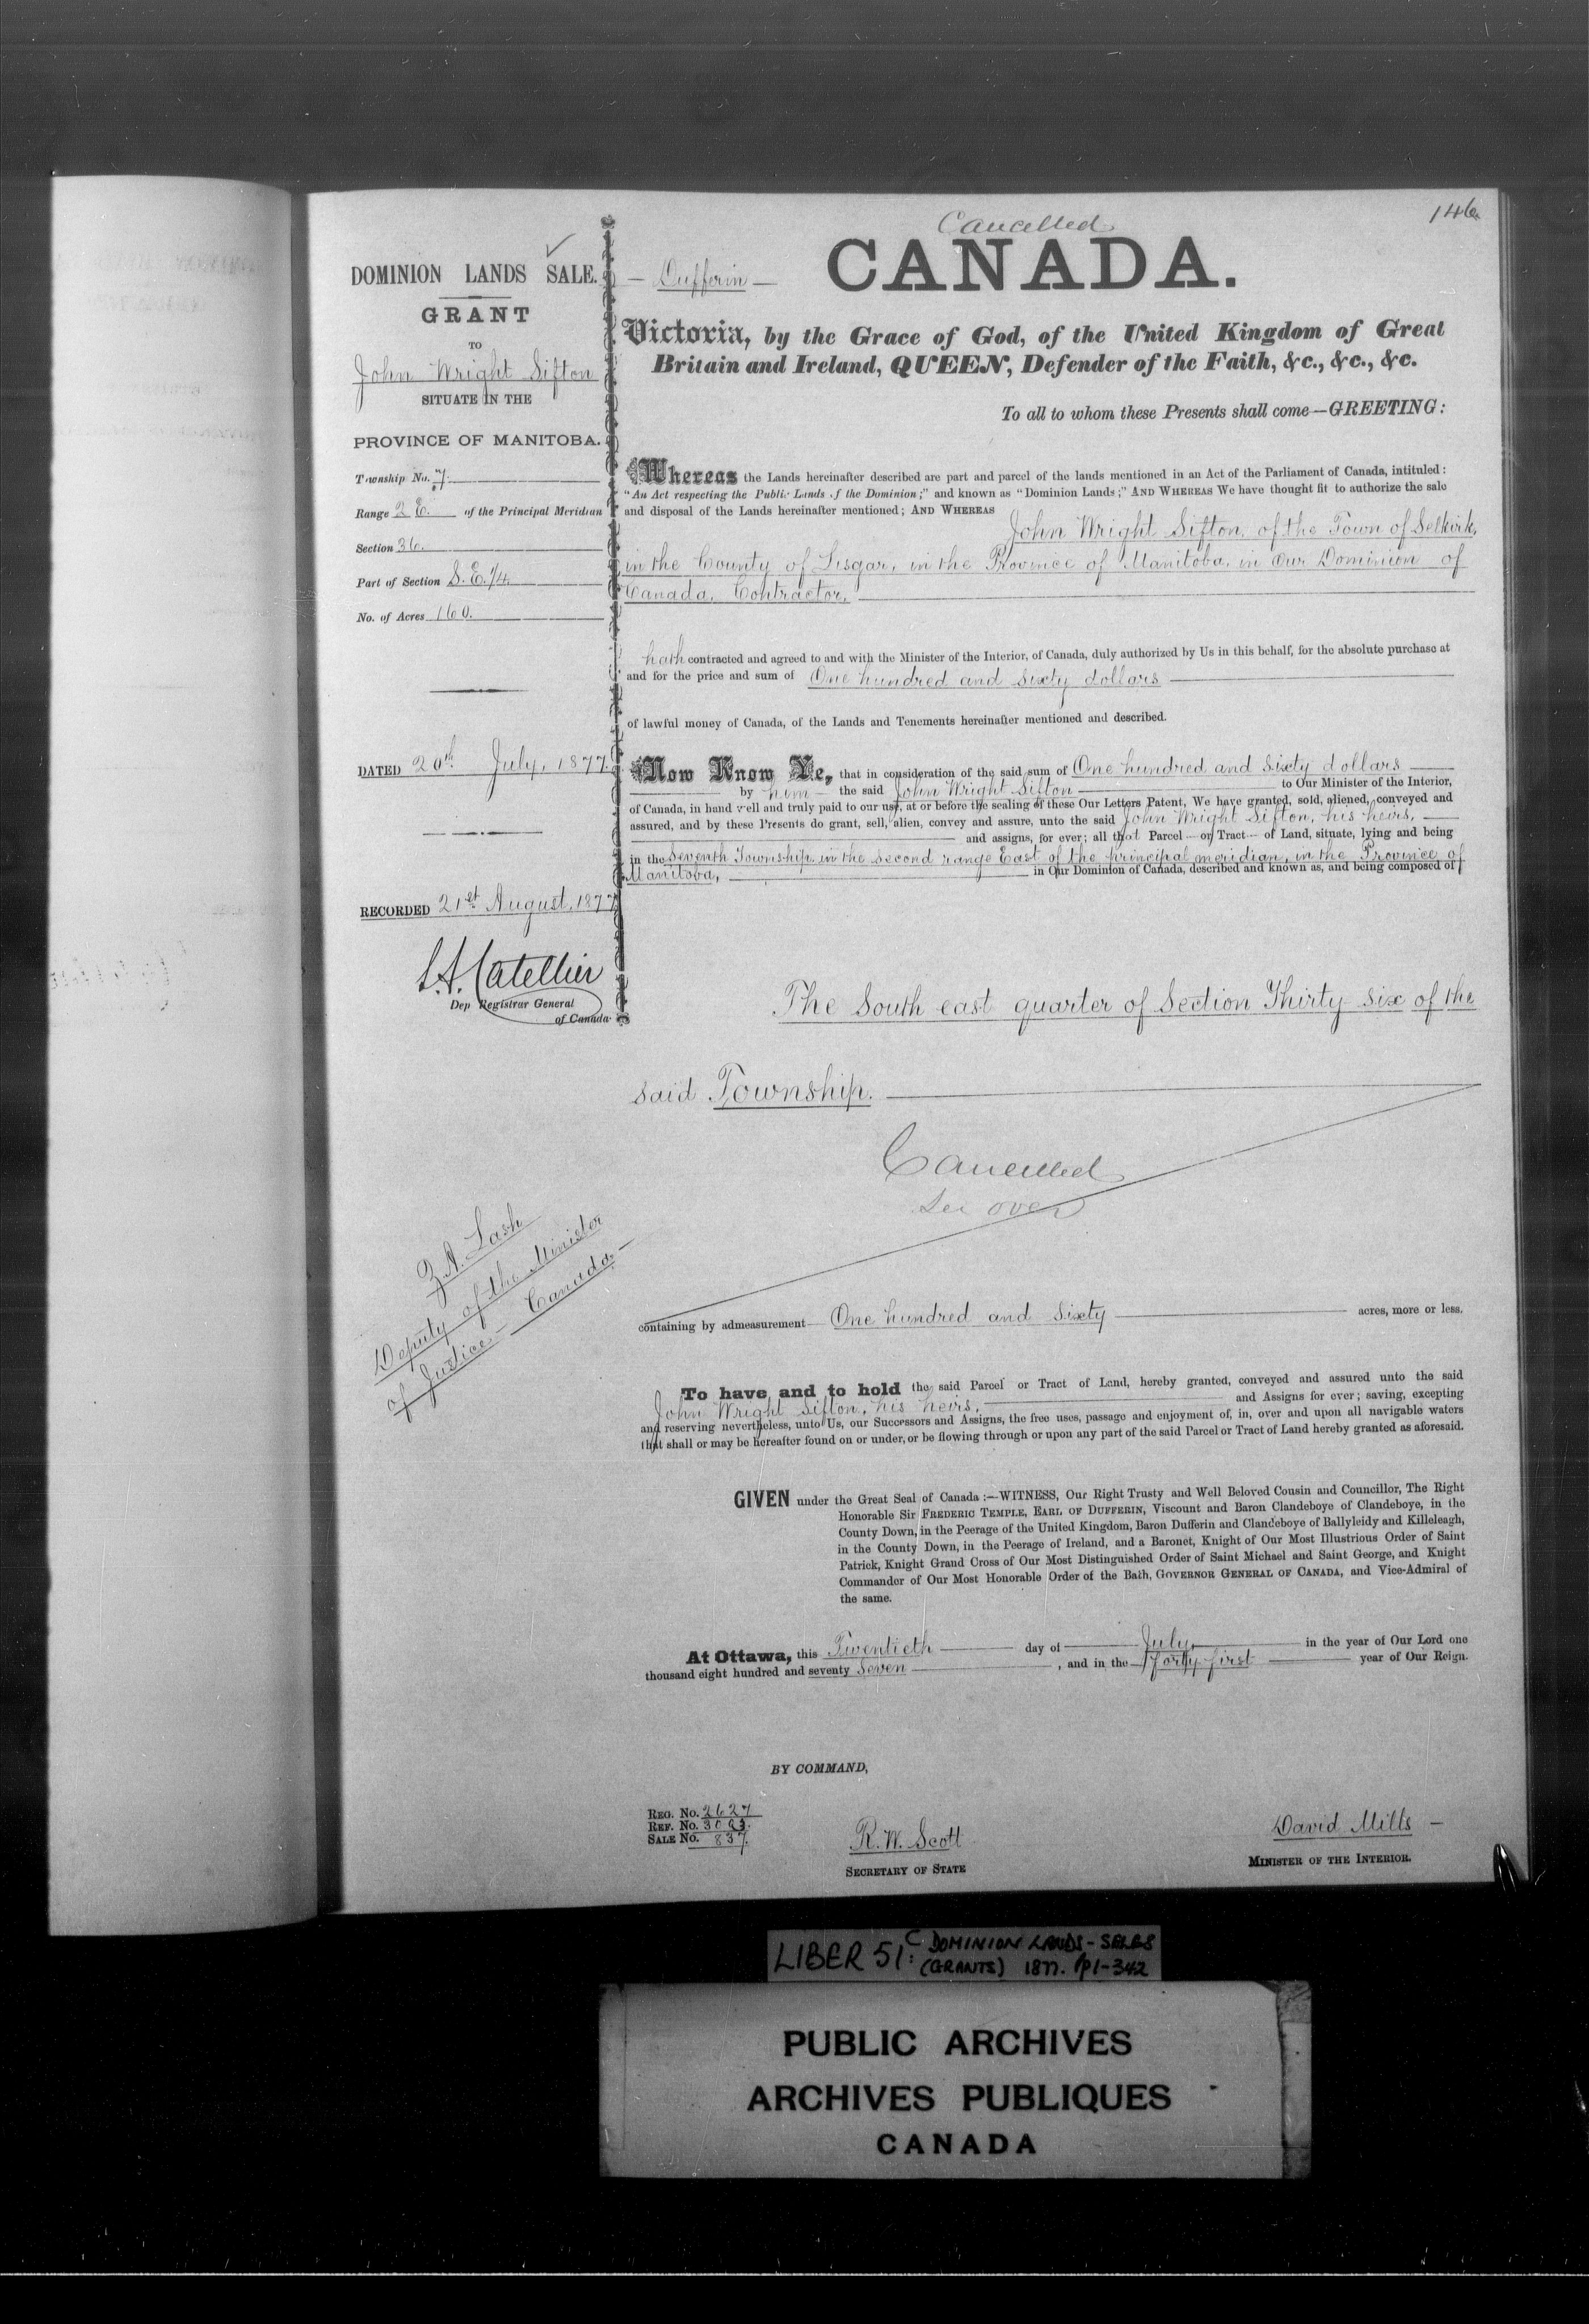 146
Cancelled
DOMINION LANDS SALE.
GRANT
TO
John Wright Sifton
SITUATE IN THE
PROVINCE OF MANITOBA.
Township No. 7.
Range 2 E. of the Principal Meridian
Section 36.
Part of Section S.E. 1/4
No. of Acres 160.
DATED 20th July, 1877.
RECORDED 21st August, 1877
L.A. Catellier
Dep Registrar General
of Canada
Z.A. Lash
Deputy of the Minister
of Justice - Canada -
- Dufferin - CANADA.
Victoria, by the Grace of God, of the United Kingdom of Great
Britain and Ireland, QUEEN, Defender of the Faith, &c., &c., &c.
To all to whom these Presents shall come—GREETING:
Whereas the Lands hereinafter described are part and parcel of the lands mentioned in an Act of the Parliament of Canada, intituled:
"An Act respecting the Public Lands of the Dominion;" and known as "Dominion Lands;" AND WHEREAS We have thought fit to authorize the sale
and disposal of the Lands hereinafter mentioned; AND WHEREAS
John Wright Sifton, of the Town of Selkirk,
in the County of Lisgar, in the Province of Manitoba, in Our Dominion of
Canada, Contractor,
hath contracted and agreed to and with the Minister of the Interior, of Canada, duly authorized by Us in this behalf, for the absolute purchase at
and for the price and sum of One hundred and sixty dollars
of lawful money of Canada, of the Lands and Tenements hereinafter mentioned and described.
Now Know Ye, that in consideration of the said sum of One hundred and sixty dollars
by him the said John Wright Sifton to Our Minister of the Interior,
of Canada, in hand well and truly paid to our use, at or before the sealing of these Our Letters Patent, We have granted, sold, aliened, conveyed and
assured, and by these Presents do grant, sell, alien, convey and assure, unto the said John Wright Sifton, his heirs,
and assigns, for ever; all that Parcel or Tract of Land, situate, lying and being
in the Seventh Township in the second range East of the principal meridian, in the Province of
Manitoba, in Our Dominion of Canada, described and known as, and being composed of
The South east quarter of Section Thirty six of the
said Township.
Cancelled
See over
containing by admeasurement One hundred and sixty acres, more or less.
To have and to hold the said Parcel or Tract of Land, hereby granted, conveyed and assured unto the said
John Wright Sifton, his heirs, and Assigns for ever; saving, excepting
and reserving nevertheless, unto Us, our Successors and Assigns, the free uses, passage and enjoyment of, in, over and upon all navigable waters
that shall or may be hereafter found on or under, or be flowing through or upon any part of the said Parcel or Tract of Land hereby granted as aforesaid.
GIVEN under the Great Seal of Canada:—WITNESS, Our Right Trusty and Well Beloved Cousin and Councillor, The Right
Honorable Sir FREDERIC TEMPLE, EARL OF DUFFERIN, Viscount and Baron Clandeboye of Clandeboye, in the
County Down, in the Peerage of the United Kingdom, Baron Dufferin and Clandeboye of Ballyleidy and Killeleagh,
in the County Down, in the Peerage of Ireland, and a Baronet, Knight of Our Most Illustrious Order of Saint
Patrick, Knight Grand Cross of Our Most Distinguished Order of Saint Michael and Saint George, and Knight
Commander of Our Most Honorable Order of the Bath, GOVERNOR GENERAL OF CANADA, and Vice-Admiral of
the same.
At Ottawa, this Twentieth day of July, in the year of Our Lord one
thousand eight hundred and seventy seven, and in the forty first year of Our Reign.
BY COMMAND,
REG. No. 2627
REF. No. 3093.
SALE No. 837.
R.W. Scott
SECRETARY OF STATE
David Mills -
MINISTER OF THE INTERIOR.
LIBER 51C: DOMINION LANDS - SALES
(GRANTS) 1877. pp1-342
PUBLIC ARCHIVES
ARCHIVES PUBLIQUES
CANADA